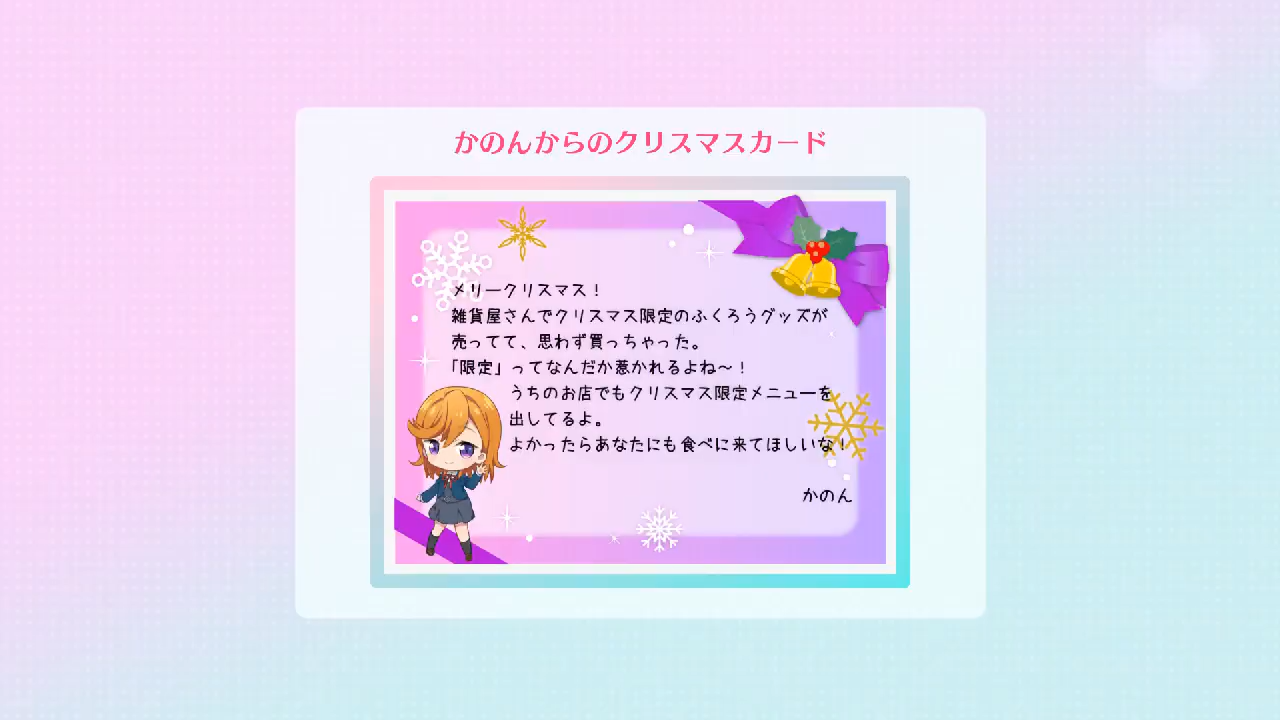 かのんからのクリスマスカード
メリークリスマス！
雑貨屋さんでクリスマス限定のふくろうグッズが
売ってて、思わず買っちゃった。
「限定」ってなんだか惹かれるよね～！
うちのお店でもクリスマス限定メニューを
出してるよ。
よかったらあなたにも食べに来てほしいな！
かのん